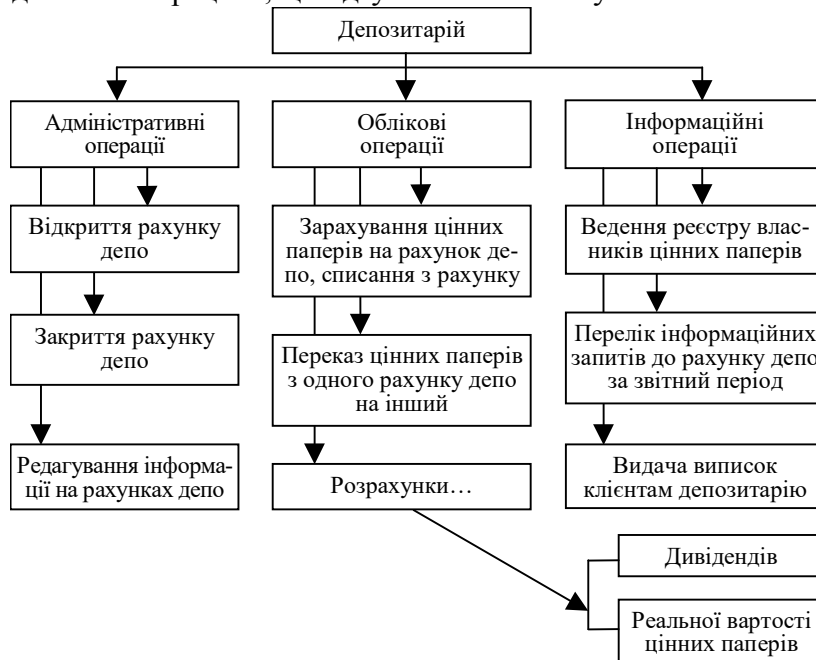 Депозитарій
Адміністративні
операції
Облікові
операції
Інформаційні
операції
Відкриття рахунку
депо
Зарахування цінних
паперів на рахунок де-
по, списання з рахунку
Ведення реєстру влас-
ників цінних паперів
Закриття рахунку
депо
Переказ цінних паперів
з одного рахунку депо
на інший
Перелік інформаційних
запитів до рахунку депо
за звітний період
Редагування інформа-
ції на рахунках депо
Розрахунки…
Видача виписок
клієнтам депозитарію
Дивідендів
Реальної вартості
цінних паперів